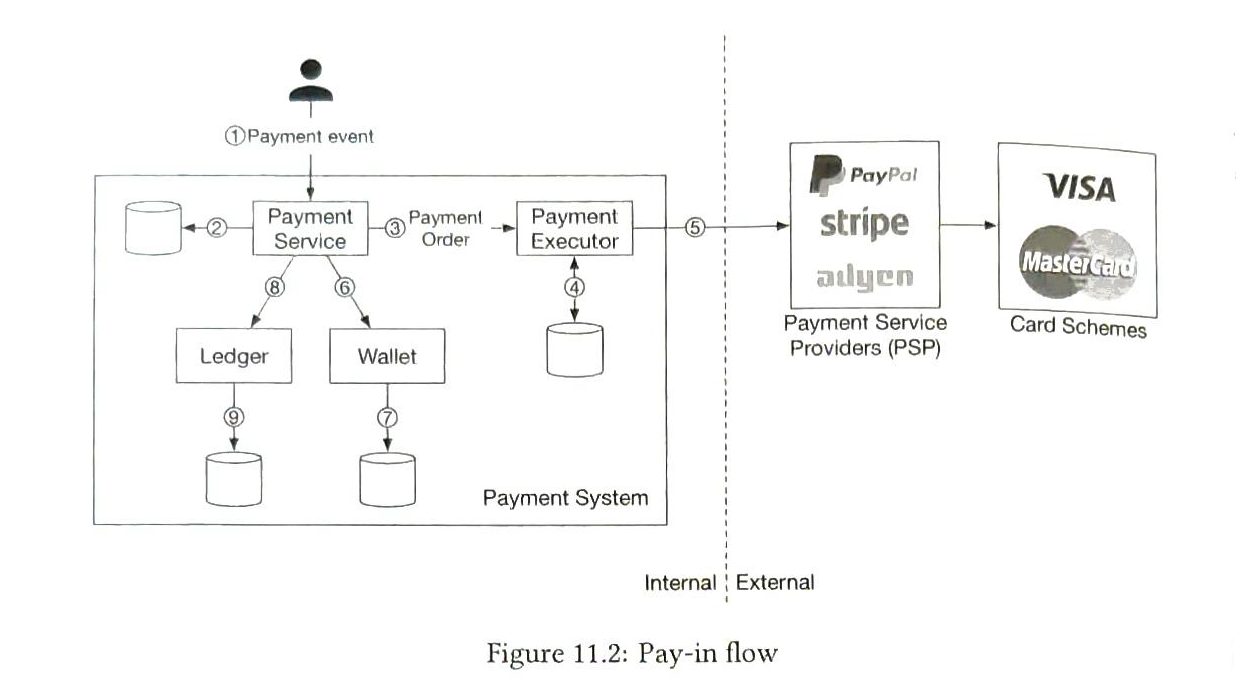 ①Payment event
Payment
Service
②
③
Payment
Order
Payment
Executor
⑤
④
⑧
⑥
Ledger
Wallet
⑨
⑦
Payment System
PayPal
stripe
adyen
Payment Service
Providers (PSP)
VISA
MasterCard
Card Schemes
Internal
External
Figure 11.2: Pay-in flow